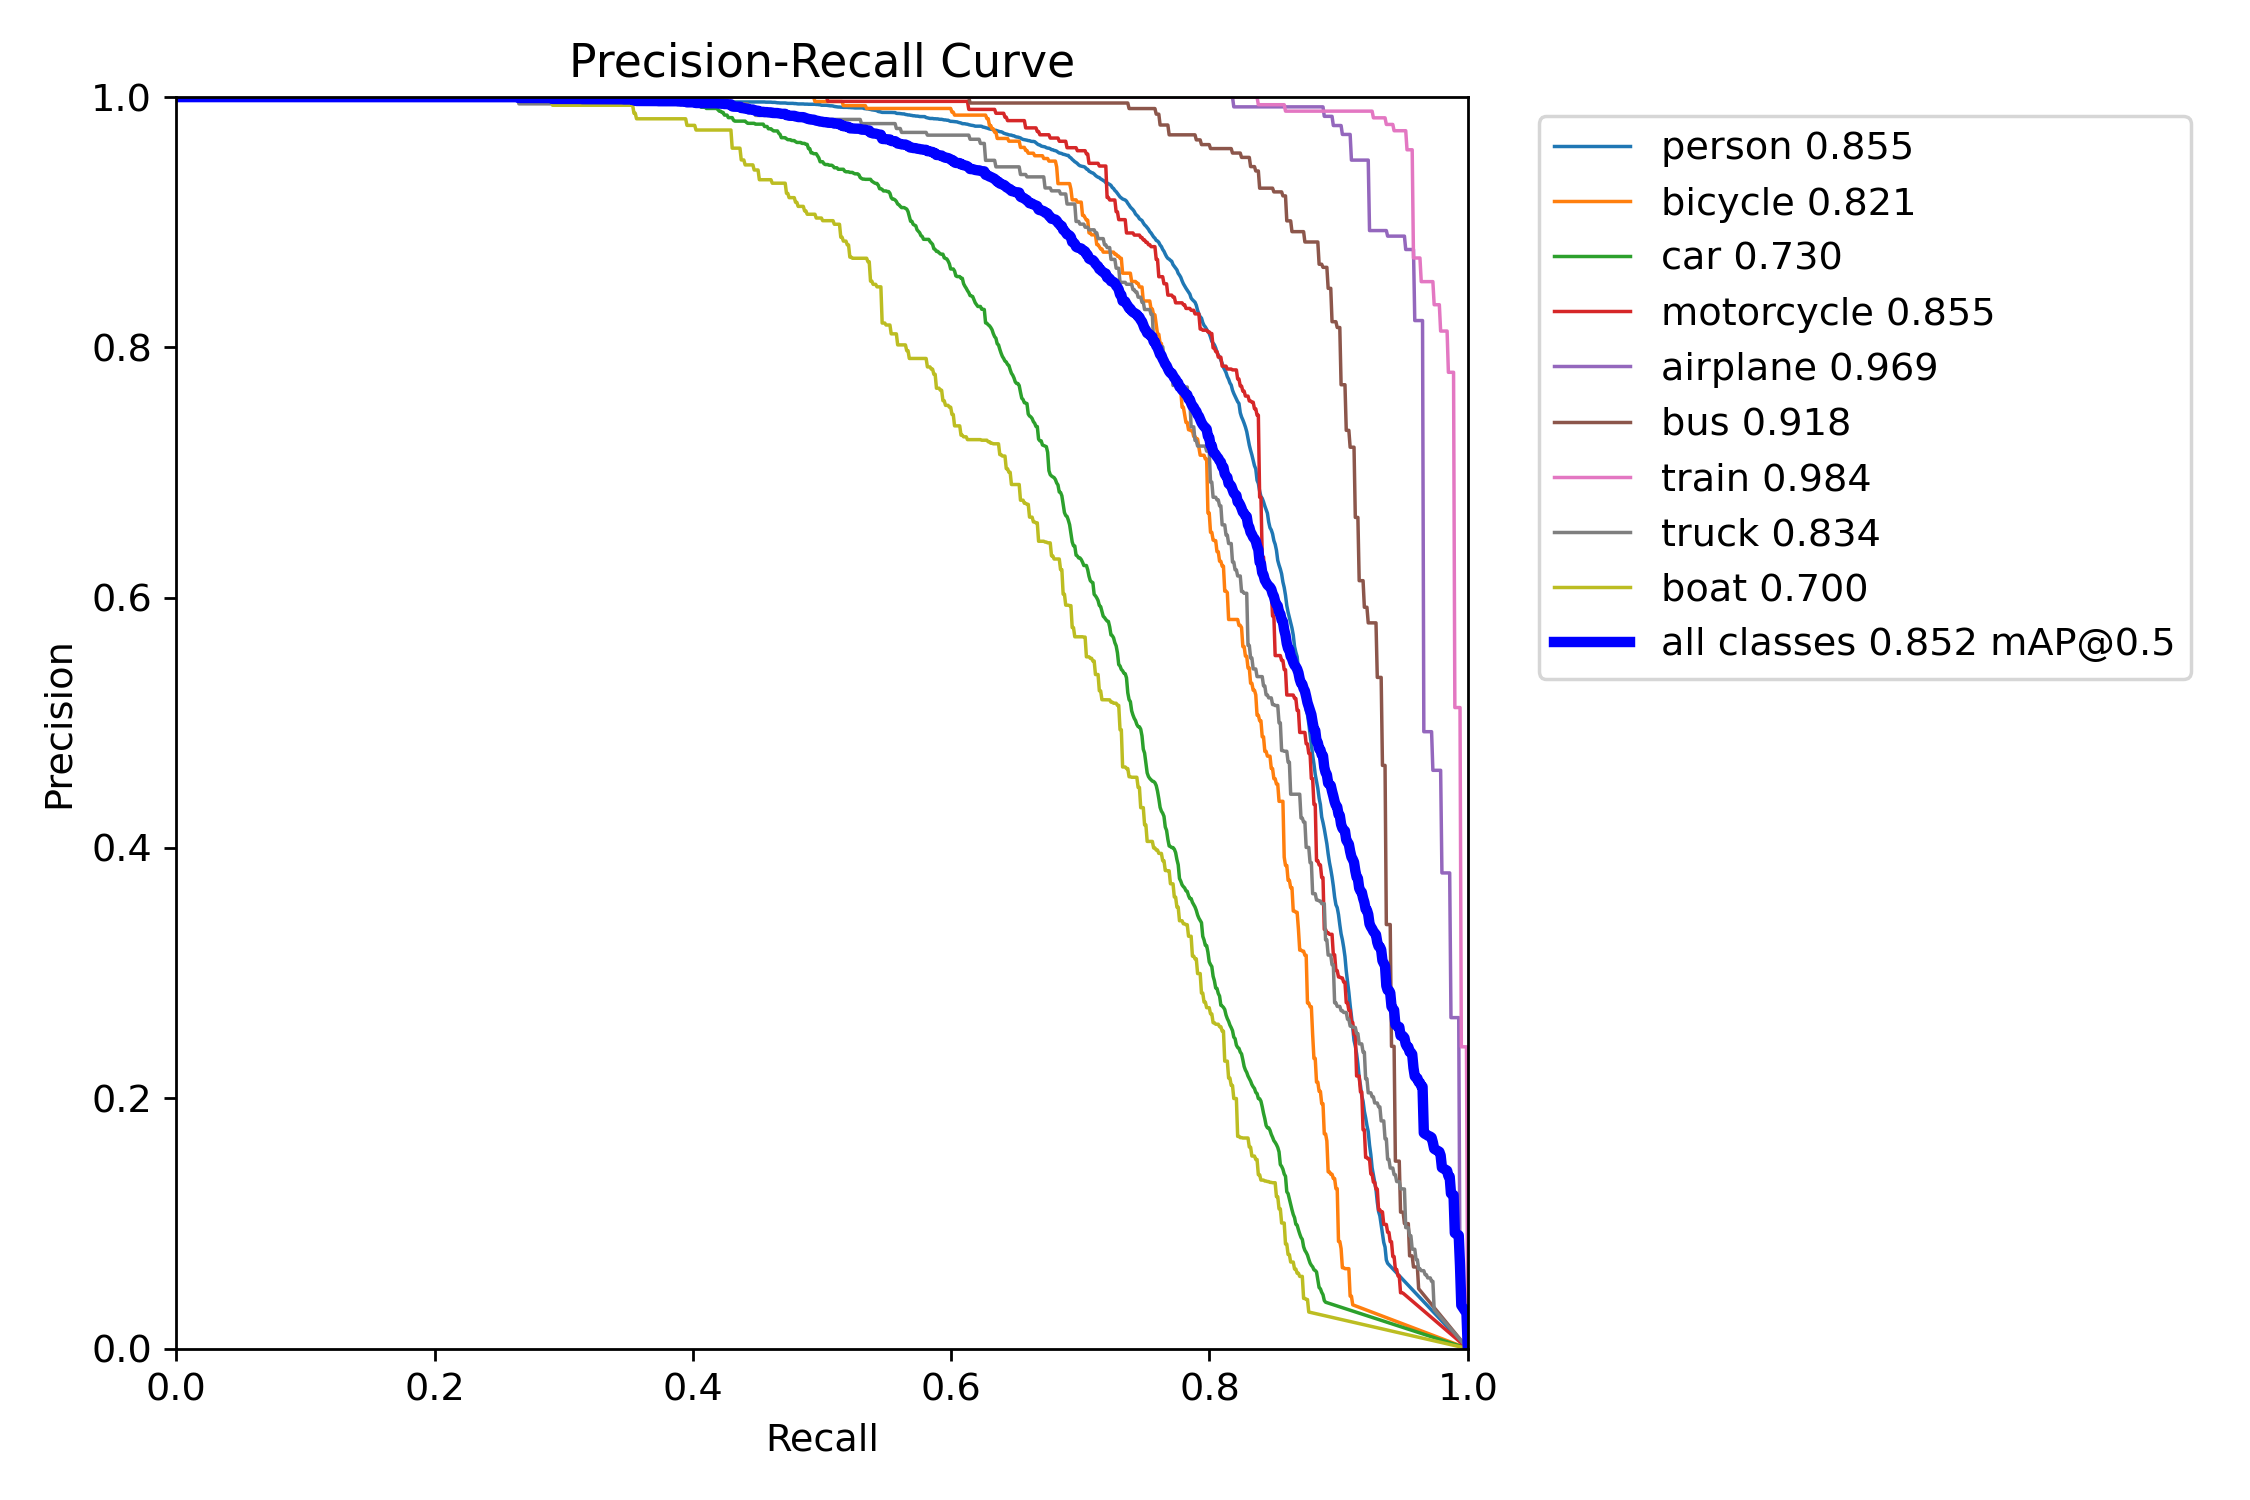 Precision-Recall Curve
1.0
0.8
0.6
0.4
0.2
0.0
Precision
0.0 0.2 0.4 0.6 0.8 1.0
Recall
person 0.855
bicycle 0.821
car 0.730
motorcycle 0.855
airplane 0.969
bus 0.918
train 0.984
truck 0.834
boat 0.700
all classes 0.852 mAP@0.5